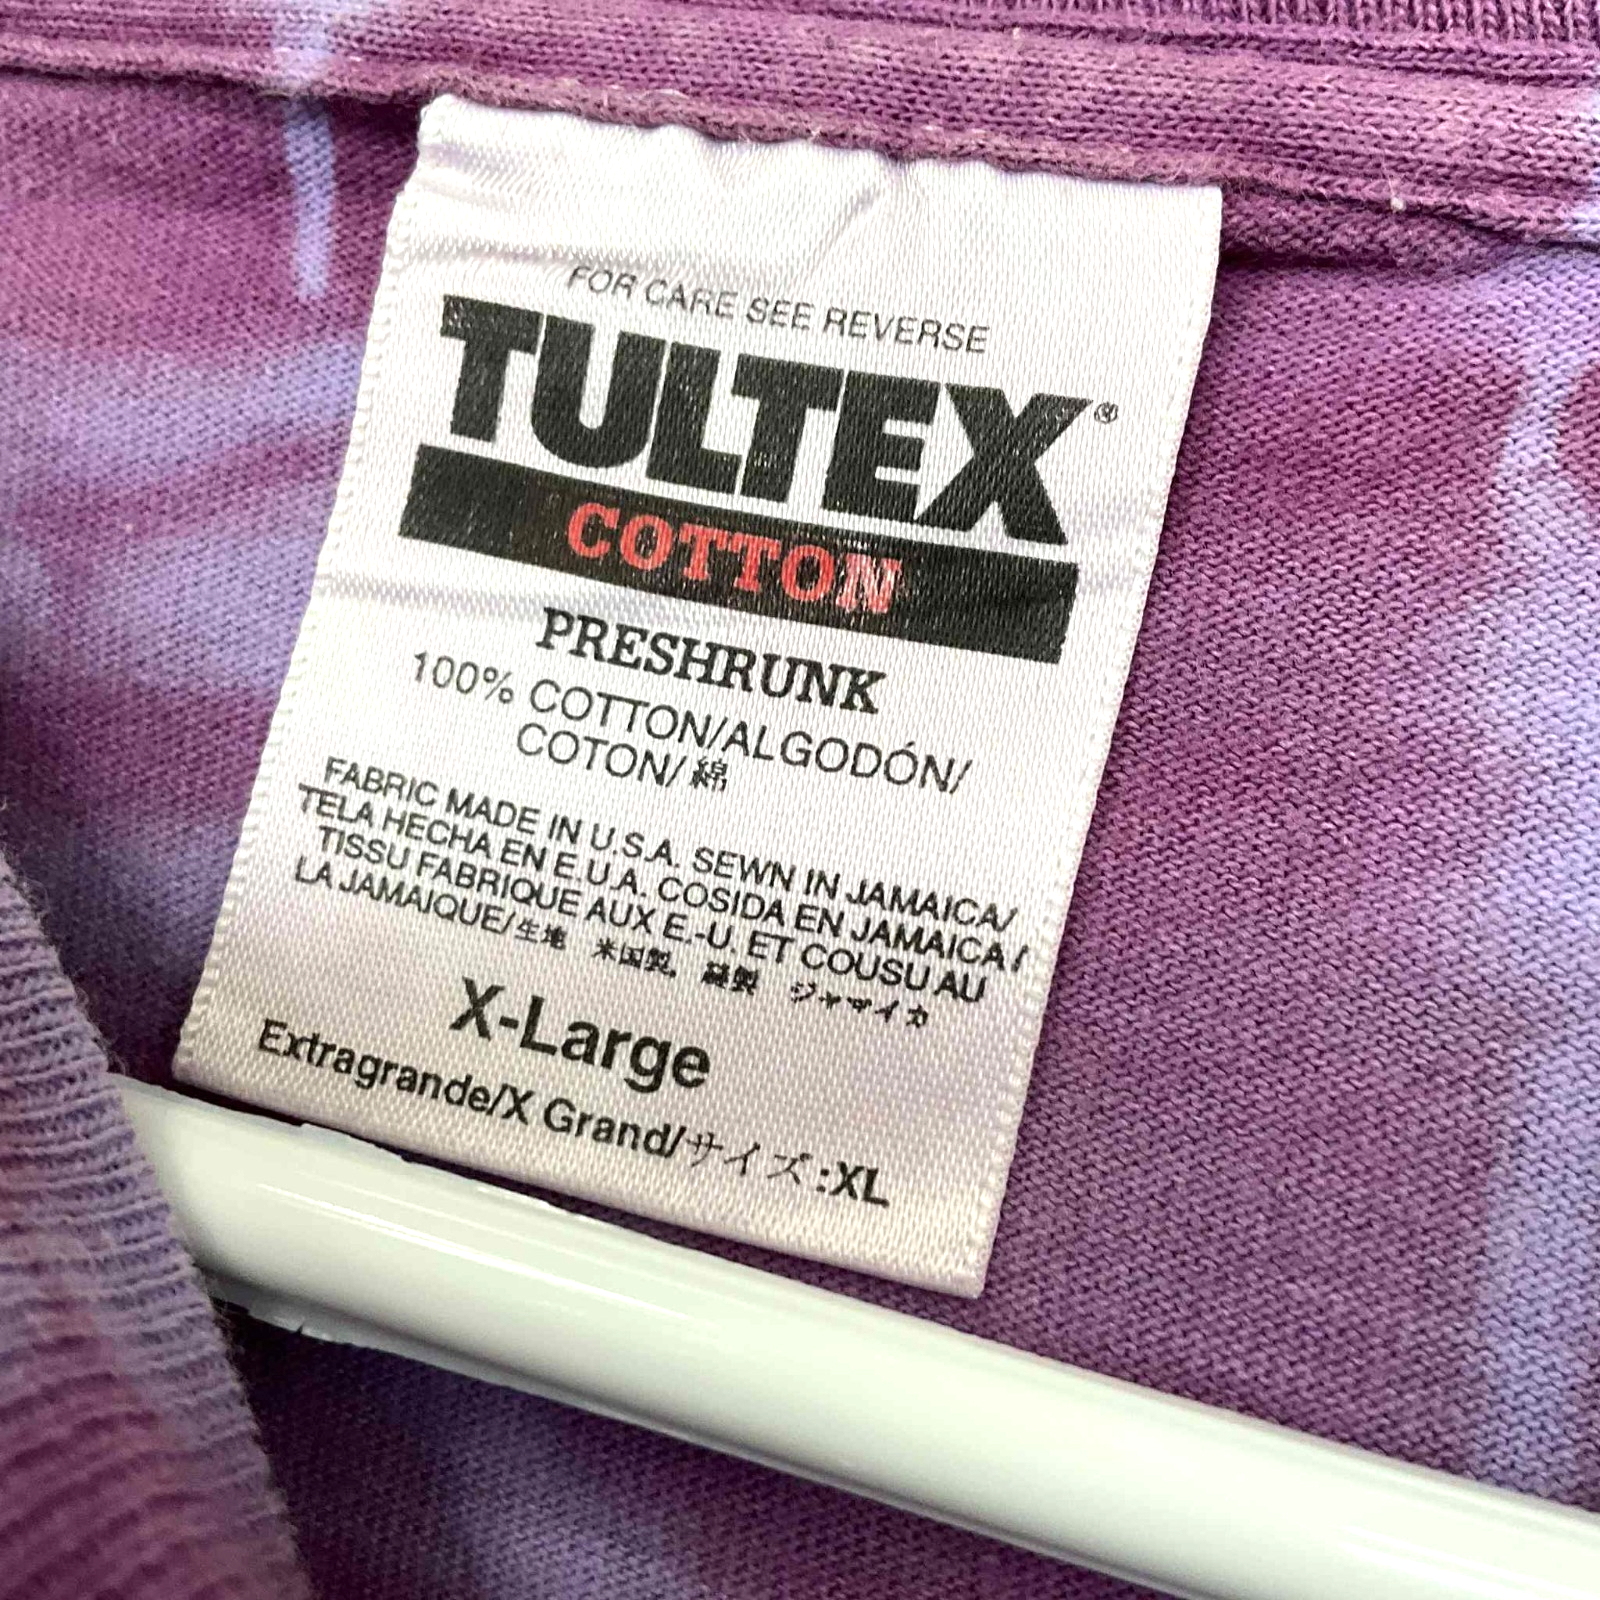 FOR CARE SEE REVERSE
TULTEX®
COTTON
PRESHRUNK
100% COTTON/ALGODÓN/
COTON/綿
FABRIC MADE IN U.S.A. SEWN IN JAMAICA/
TELA HECHA EN E.U.A. COSIDA EN JAMAICA/
TISSU FABRIQUE AUX E.-U. ET COUSU AU
LA JAMAIQUE/生地 米国製, 縫製 ジャマイカ
X-Large
Extragrande/X Grand/サイズ:XL